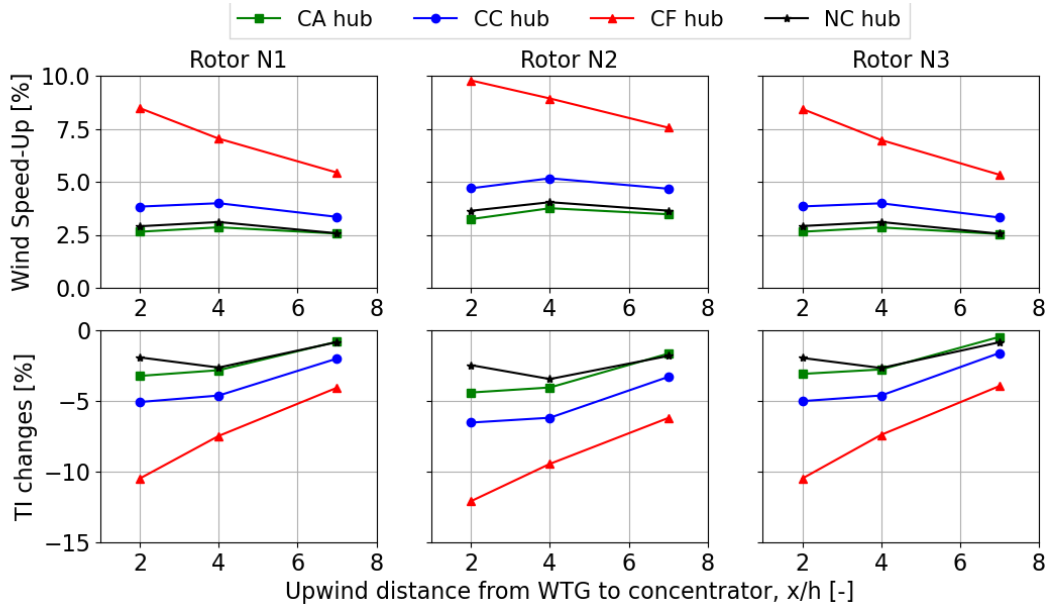 CA hub CC hub CF hub NC hub
Rotor N1 Rotor N2 Rotor N3
Wind Speed-Up [%]
10.0
7.5
5.0
2.5
0.0
2 4 6 8 2 4 6 8 2 4 6 8
TI changes [%]
0
−5
−10
−15
2 4 6 8 2 4 6 8 2 4 6 8
Upwind distance from WTG to concentrator, x/h [-]